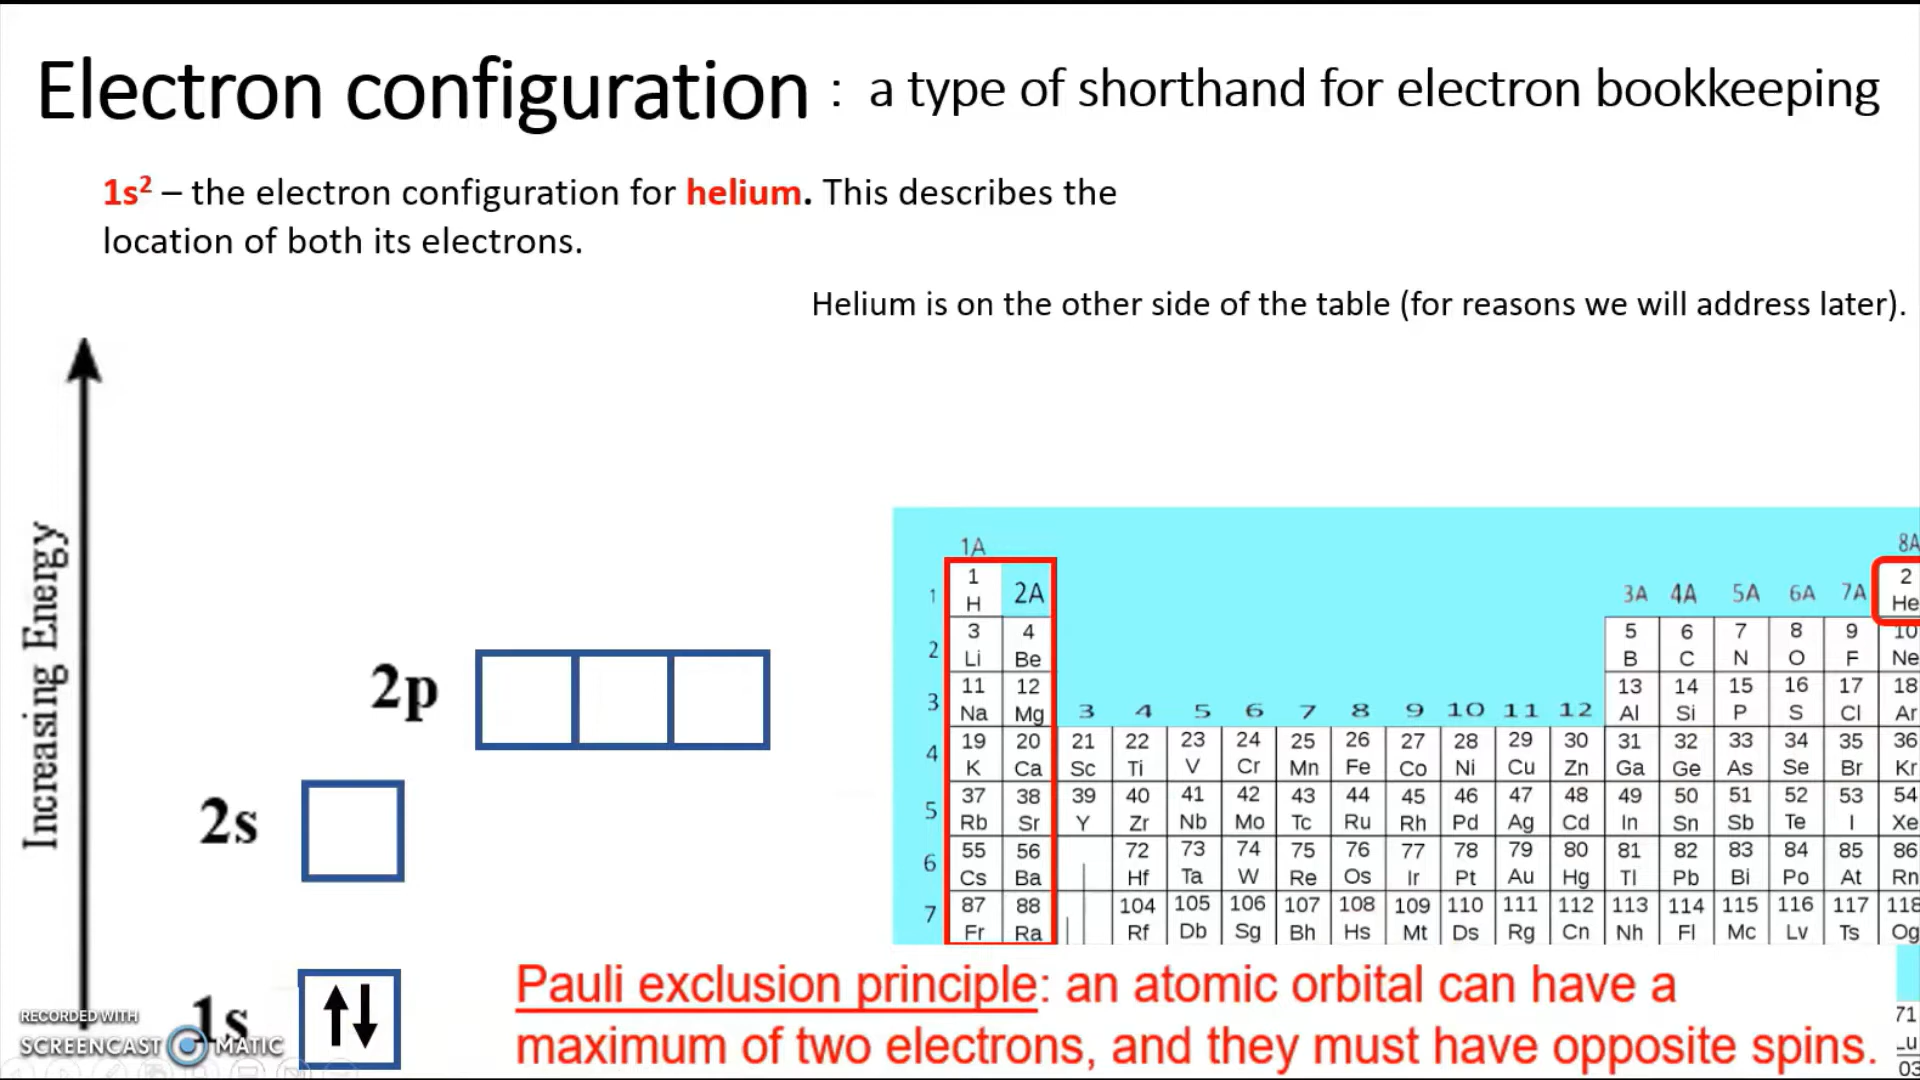 Electron configuration : a type of shorthand for electron bookkeeping
1s² – the electron configuration for helium. This describes the
location of both its electrons.
Helium is on the other side of the table (for reasons we will address later).
Increasing Energy
2p
2s
1s
1A 8A
1 2A 3A 4A 5A 6A 7A 2
1 H He
3 4 5 6 7 8 9 10
2 Li Be B C N O F Ne
11 12 13 14 15 16 17 18
3 Na Mg 3 4 5 6 7 8 9 10 11 12 Al Si P S Cl Ar
19 20 21 22 23 24 25 26 27 28 29 30 31 32 33 34 35 36
4 K Ca Sc Ti V Cr Mn Fe Co Ni Cu Zn Ga Ge As Se Br Kr
37 38 39 40 41 42 43 44 45 46 47 48 49 50 51 52 53 54
5 Rb Sr Y Zr Nb Mo Tc Ru Rh Pd Ag Cd In Sn Sb Te I Xe
55 56 72 73 74 75 76 77 78 79 80 81 82 83 84 85 86
6 Cs Ba Hf Ta W Re Os Ir Pt Au Hg Tl Pb Bi Po At Rn
87 88 104 105 106 107 108 109 110 111 112 113 114 115 116 117 118
7 Fr Ra Rf Db Sg Bh Hs Mt Ds Rg Cn Nh Fl Mc Lv Ts Og
Pauli exclusion principle: an atomic orbital can have a
maximum of two electrons, and they must have opposite spins.
71
03
RECORDED WITH
SCREENCAST MATIC